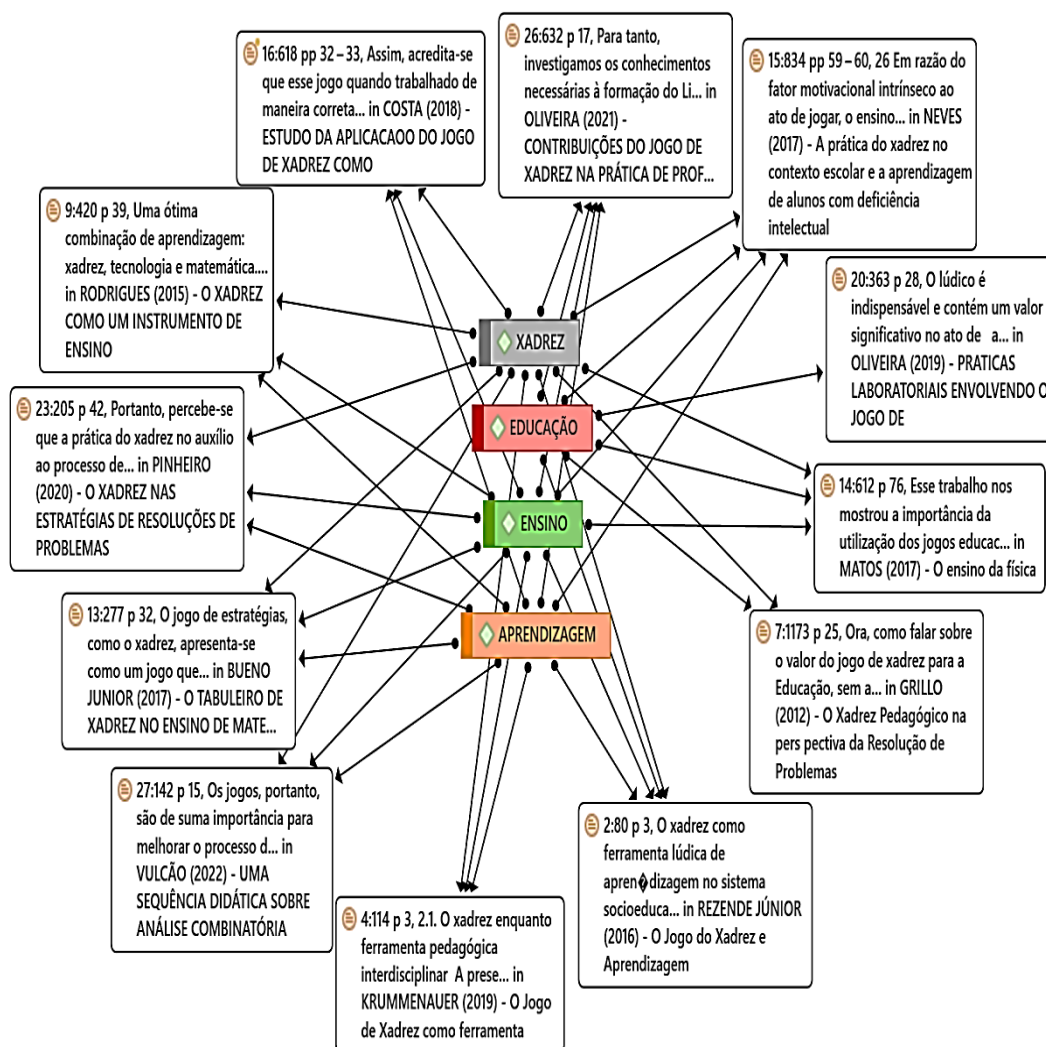 16:618 pp 32 – 33, Assim, acredita-se
que esse jogo quando trabalhado de
maneira correta... in COSTA (2018) -
ESTUDO DA APLICACAOO DO JOGO
DE XADREZ COMO
26:632 p 17, Para tanto,
investigamos os conhecimentos
necessárias à formação do Li... in
OLIVEIRA (2021) -
CONTRIBUIÇÕES DO JOGO DE
XADREZ NA PRÁTICA DE PROF...
15:834 pp 59 – 60, 26 Em razão do
fator motivacional intrínseco ao
ato de jogar, o ensino... in NEVES
(2017) - A prática do xadrez no
contexto escolar e a aprendizagem
de alunos com deficiência
intelectual
9:420 p 39, Uma ótima
combinação de aprendizagem:
xadrez, tecnologia e matemática....
in RODRIGUES (2015) - O XADREZ
COMO UM INSTRUMENTO DE
ENSINO
20:363 p 28, O lúdico é
indispensável e contém um valor
significativo no ato de a... in
OLIVEIRA (2019) - PRATICAS
LABORATORIAIS ENVOLVENDO O
JOGO DE
XADREZ
EDUCAÇÃO
ENSINO
APRENDIZAGEM
23:205 p 42, Portanto, percebe-se
que a prática do xadrez no auxílio
ao processo de... in PINHEIRO
(2020) - O XADREZ NAS
ESTRATÉGIAS DE RESOLUÇÕES DE
PROBLEMAS
14:612 p 76, Esse trabalho nos
mostrou a importância da
utilização dos jogos educac... in
MATOS (2017) - O ensino da física
13:277 p 32, O jogo de estratégias,
como o xadrez, apresenta-se
como um jogo que... in BUENO
JUNIOR (2017) - O TABULEIRO DE
XADREZ NO ENSINO DE MATE...
7:1173 p 25, Ora, como falar sobre
o valor do jogo de xadrez para a
Educação, sem a... in GRILLO
(2012) - O Xadrez Pedagógico na
pers pectiva da Resolução de
Problemas
27:142 p 15, Os jogos, portanto,
são de suma importância para
melhorar o processo d... in
VULCÃO (2022) - UMA
SEQUÊNCIA DIDÁTICA SOBRE
ANÁLISE COMBINATÓRIA
2:80 p 3, O xadrez como
ferramenta lúdica de
apren�dizagem no sistema
socioeduca... in REZENDE JÚNIOR
(2016) - O Jogo do Xadrez e
Aprendizagem
4:114 p 3, 2.1. O xadrez enquanto
ferramenta pedagógica
interdisciplinar A prese... in
KRUMMENAUER (2019) - O Jogo
de Xadrez como ferramenta